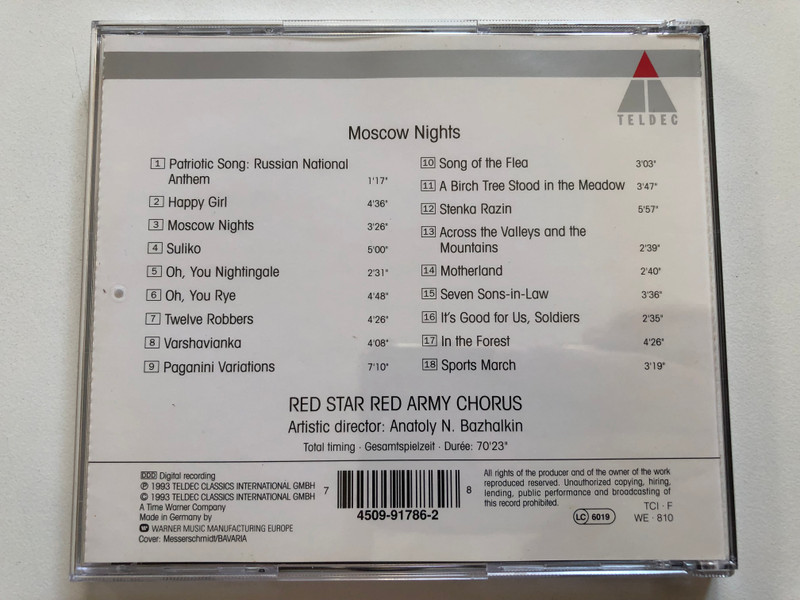 TELDEC
Moscow Nights
1 Patriotic Song: Russian National
Anthem 1'17"
2 Happy Girl 4'36"
3 Moscow Nights 3'26"
4 Suliko 5'00"
5 Oh, You Nightingale 2'31"
6 Oh, You Rye 4'48"
7 Twelve Robbers 4'26"
8 Varshavianka 4'08"
9 Paganini Variations 7'10"
10 Song of the Flea 3'03"
11 A Birch Tree Stood in the Meadow 3'47"
12 Stenka Razin 5'57"
13 Across the Valleys and the
Mountains 2'39"
14 Motherland 2'40"
15 Seven Sons-in-Law 3'36"
16 It's Good for Us, Soldiers 2'35"
17 In the Forest 4'26"
18 Sports March 3'19"
RED STAR RED ARMY CHORUS
Artistic director: Anatoly N. Bazhalkin
Total timing · Gesamtspielzeit · Durée: 70'23"
DDD Digital recording
℗ 1993 TELDEC CLASSICS INTERNATIONAL GMBH
© 1993 TELDEC CLASSICS INTERNATIONAL GMBH
A Time Warner Company
Made in Germany by
WARNER MUSIC MANUFACTURING EUROPE
Cover: Messerschmidt/BAVARIA
7 8
4509-91786-2
All rights of the producer and of the owner of the work
reproduced reserved. Unauthorized copying, hiring,
lending, public performance and broadcasting of
this record prohibited.
TCI · F
LC 6019
WE · 810